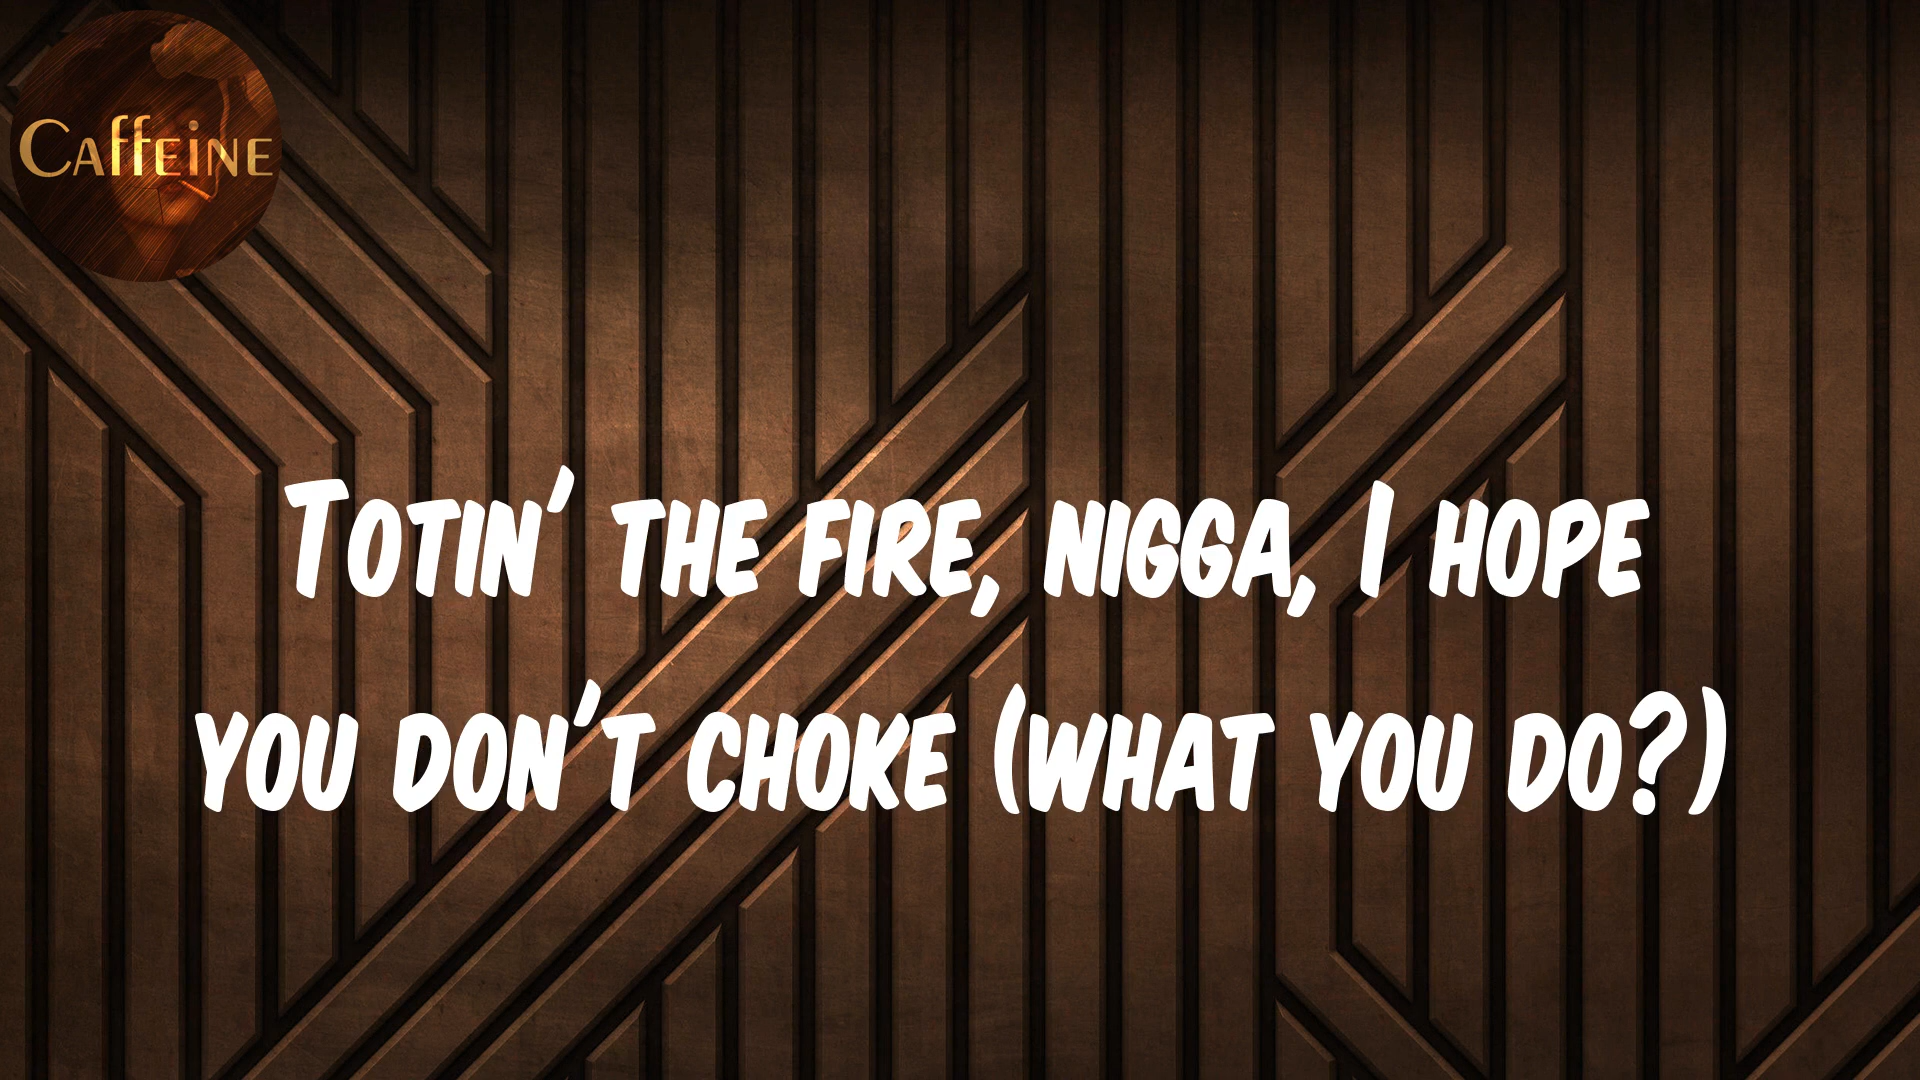 Caffeine
Totin' the fire, nigga, I hope
you don't choke (what you do?)